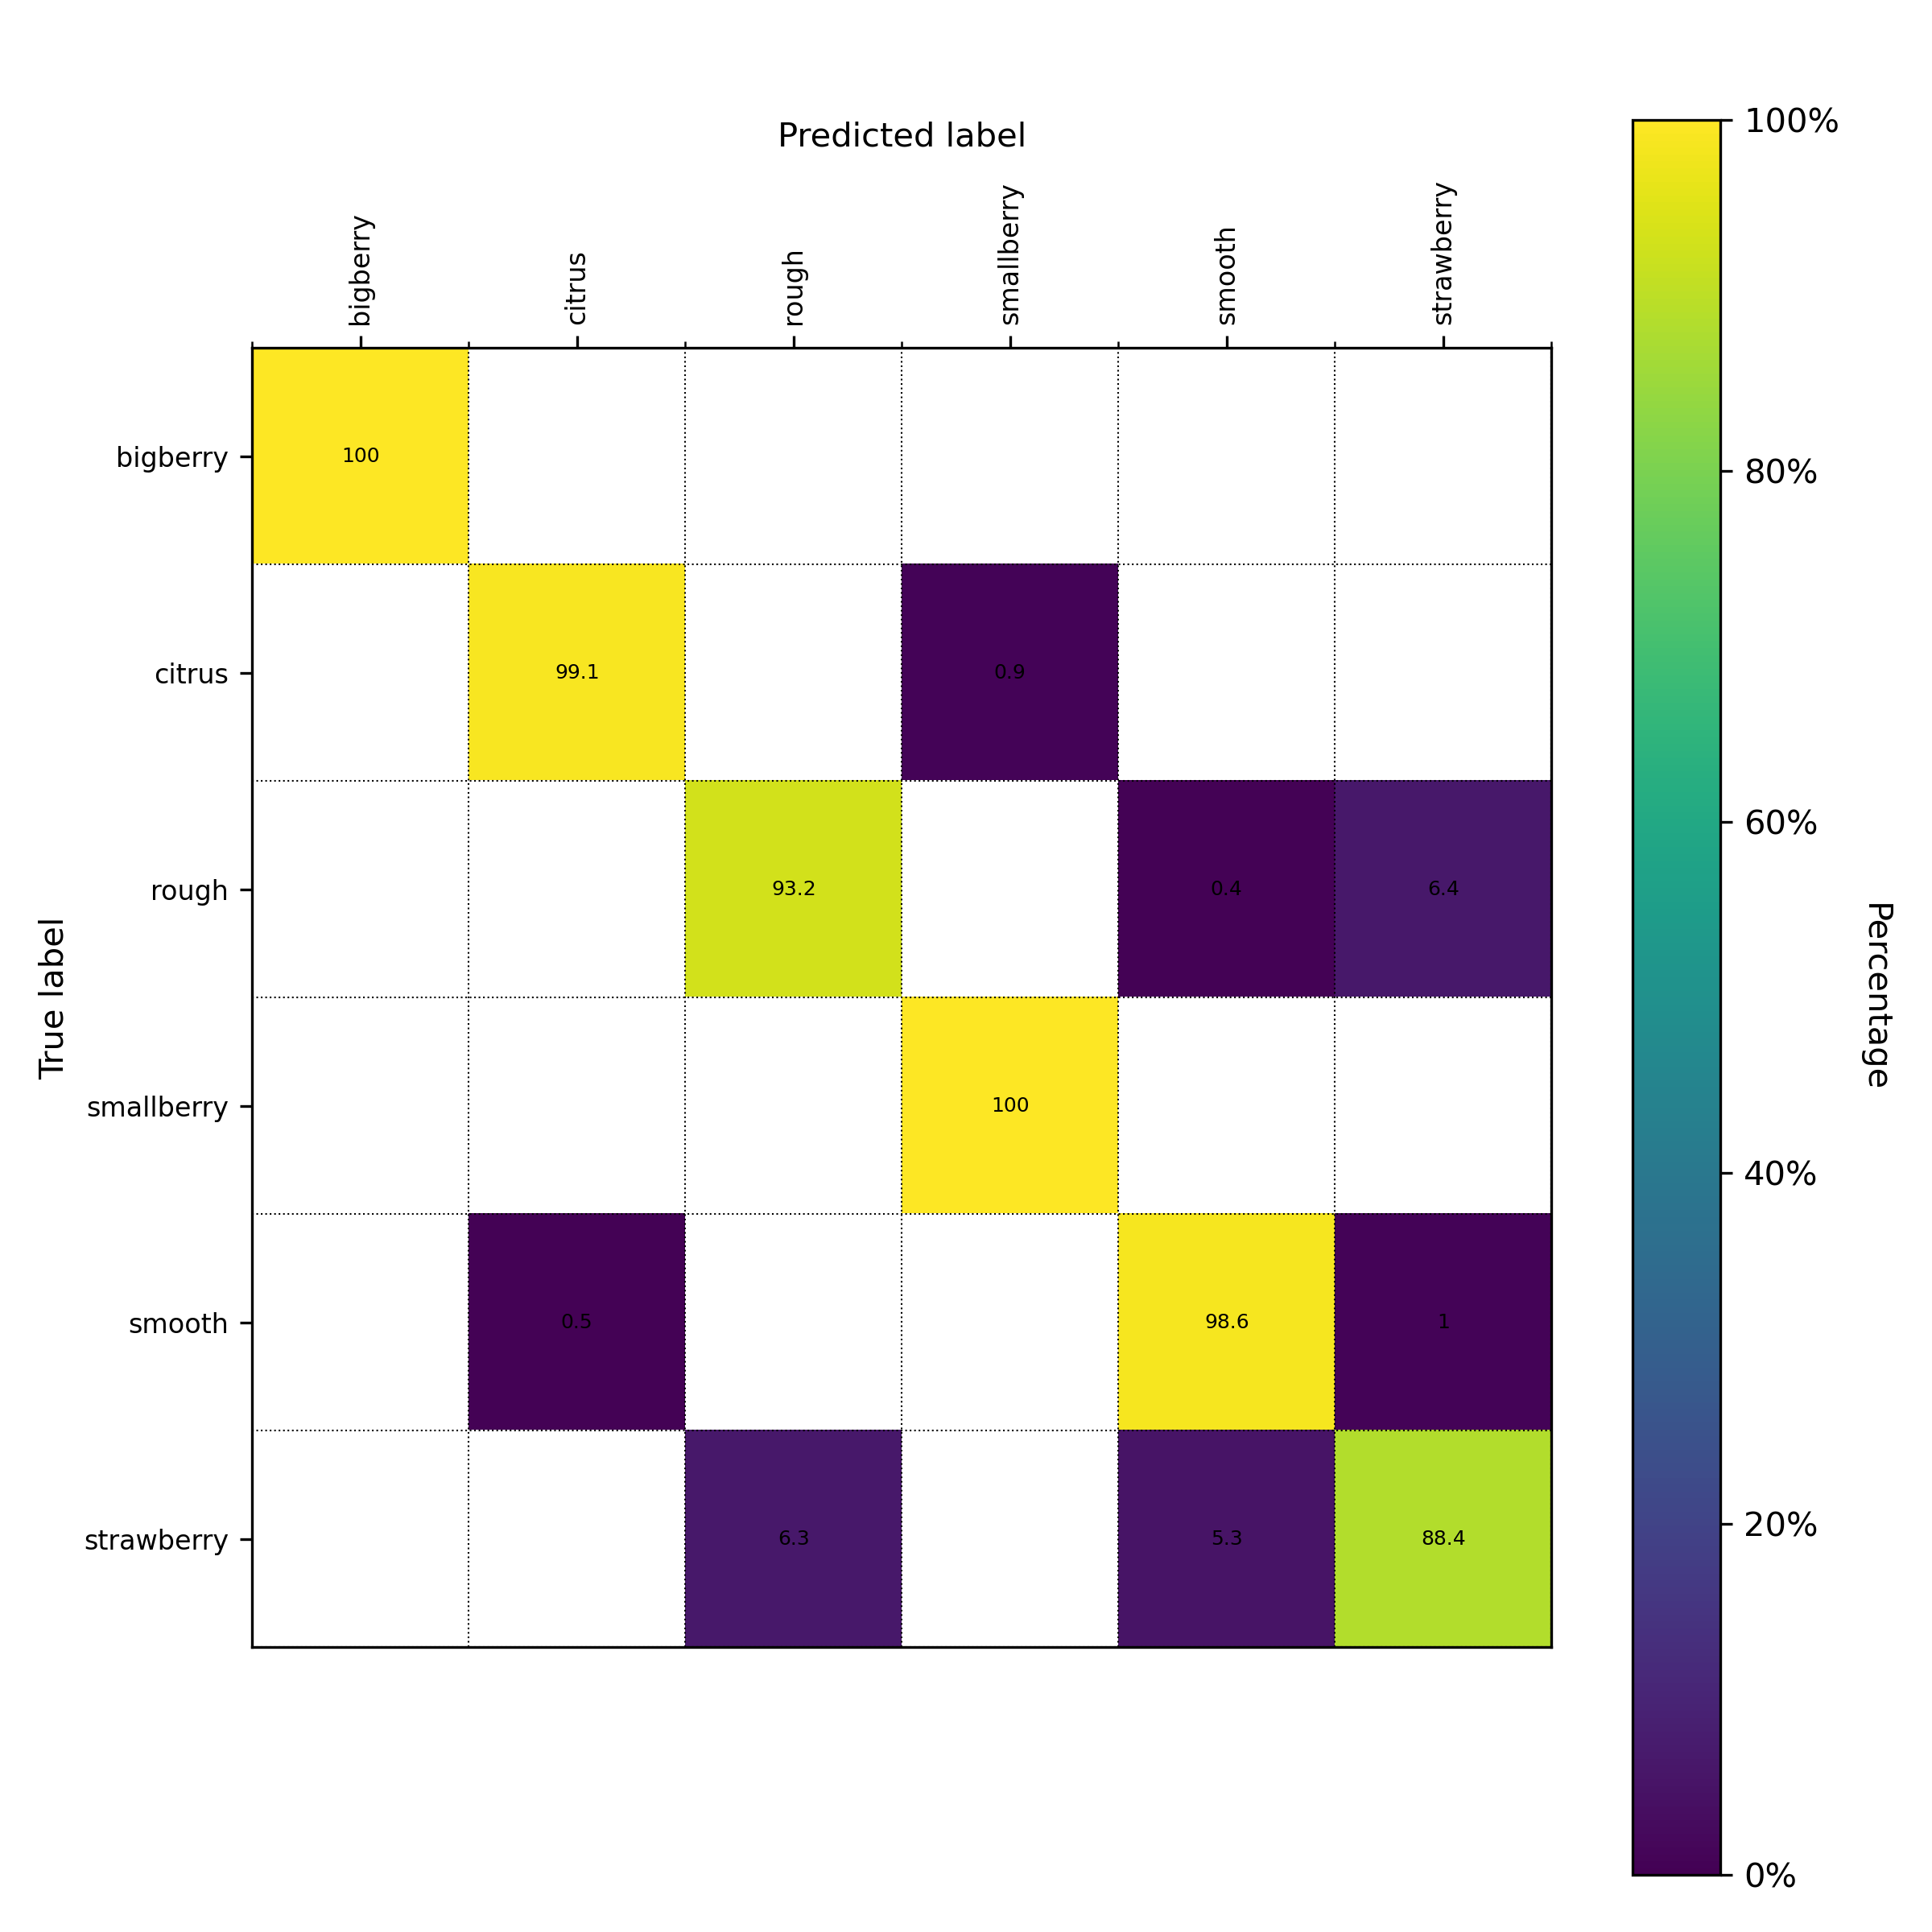 Predicted label
bigberry citrus rough smallberry smooth strawberry
bigberry 100
citrus 99.1 0.9
rough 93.2 0.4 6.4
smallberry 100
smooth 0.5 98.6 1
strawberry 6.3 5.3 88.4
True label
100%
80%
60%
40%
20%
0%
Percentage